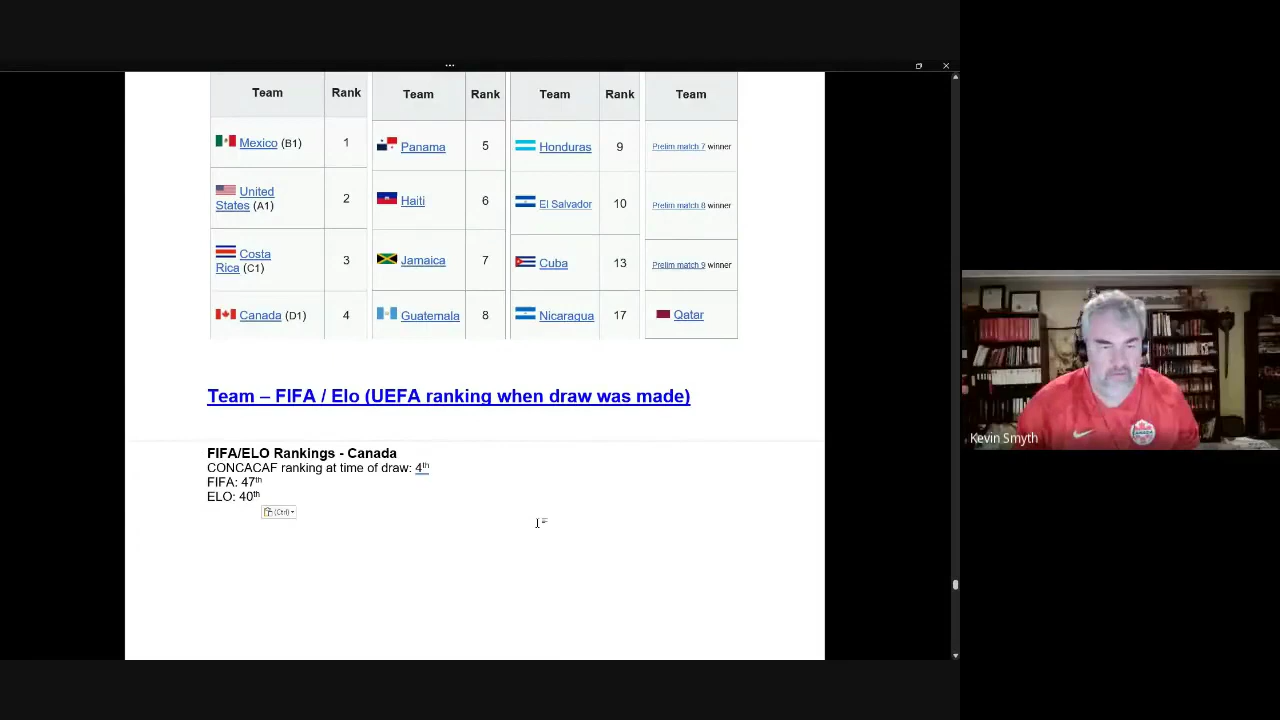 Team Rank Team Rank Team Rank Team
Mexico (B1) 1 Panama 5 Honduras 9 Prelim match 7 winner
United States (A1) 2 Haiti 6 El Salvador 10 Prelim match 8 winner
Costa Rica (C1) 3 Jamaica 7 Cuba 13 Prelim match 9 winner
Canada (D1) 4 Guatemala 8 Nicaragua 17 Qatar
Team – FIFA / Elo (UEFA ranking when draw was made)
FIFA/ELO Rankings - Canada
CONCACAF ranking at time of draw: 4th
FIFA: 47th
ELO: 40th
(Ctrl)
Kevin Smyth